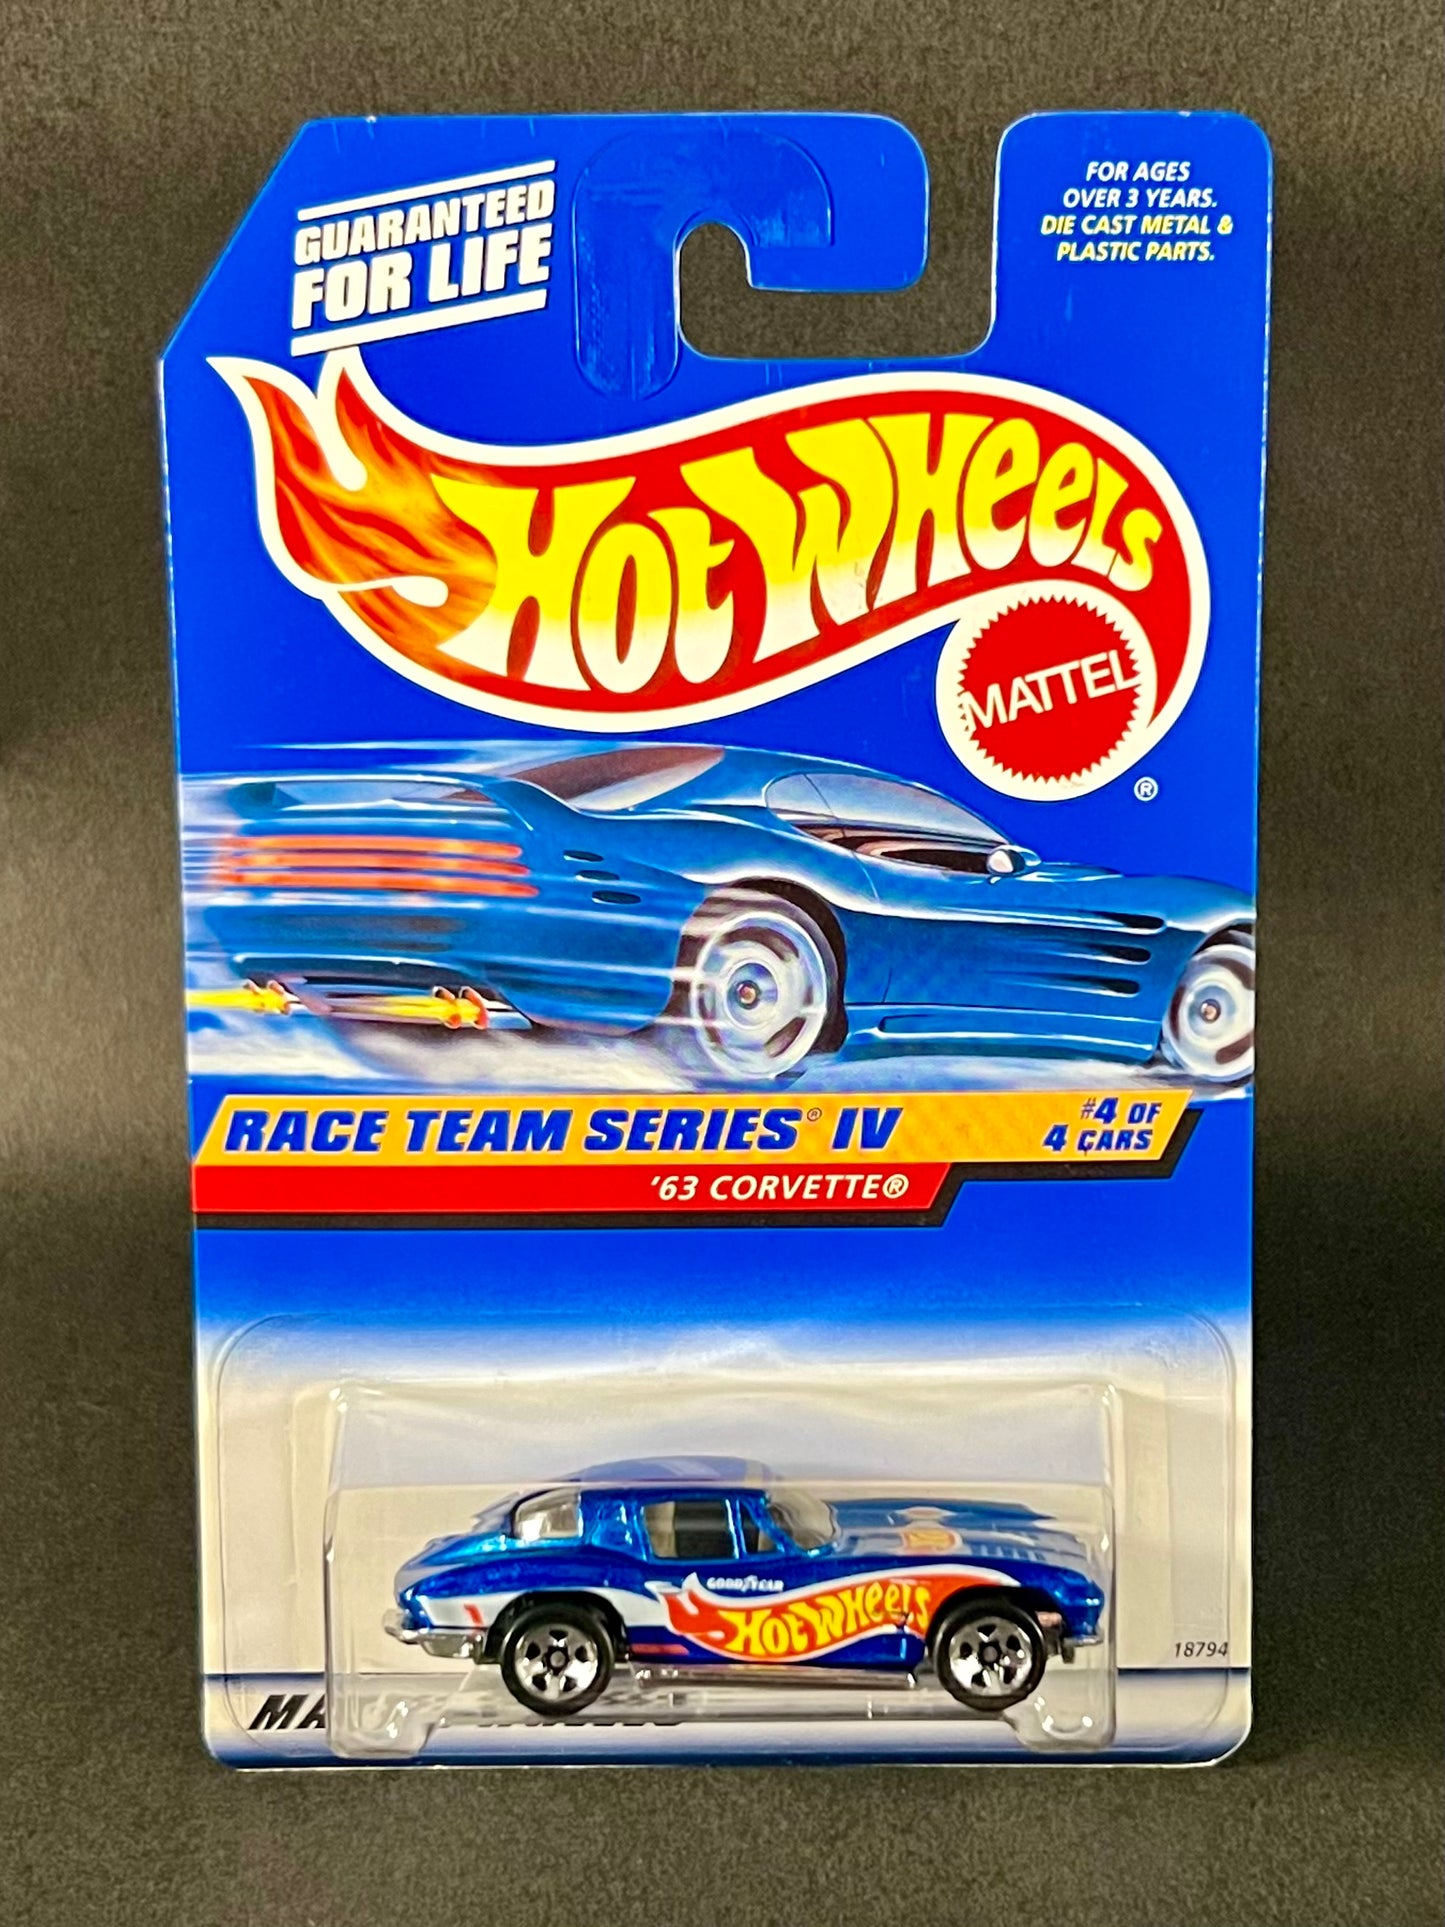 GUARANTEED
FOR LIFE
FOR AGES
OVER 3 YEARS.
DIE CAST METAL &
PLASTIC PARTS.
HOT WHEELS
MATTEL
®
RACE TEAM SERIES® IV
#4 OF
4 CARS
'63 CORVETTE®
GOODYEAR
HOT WHEELS
1
18794